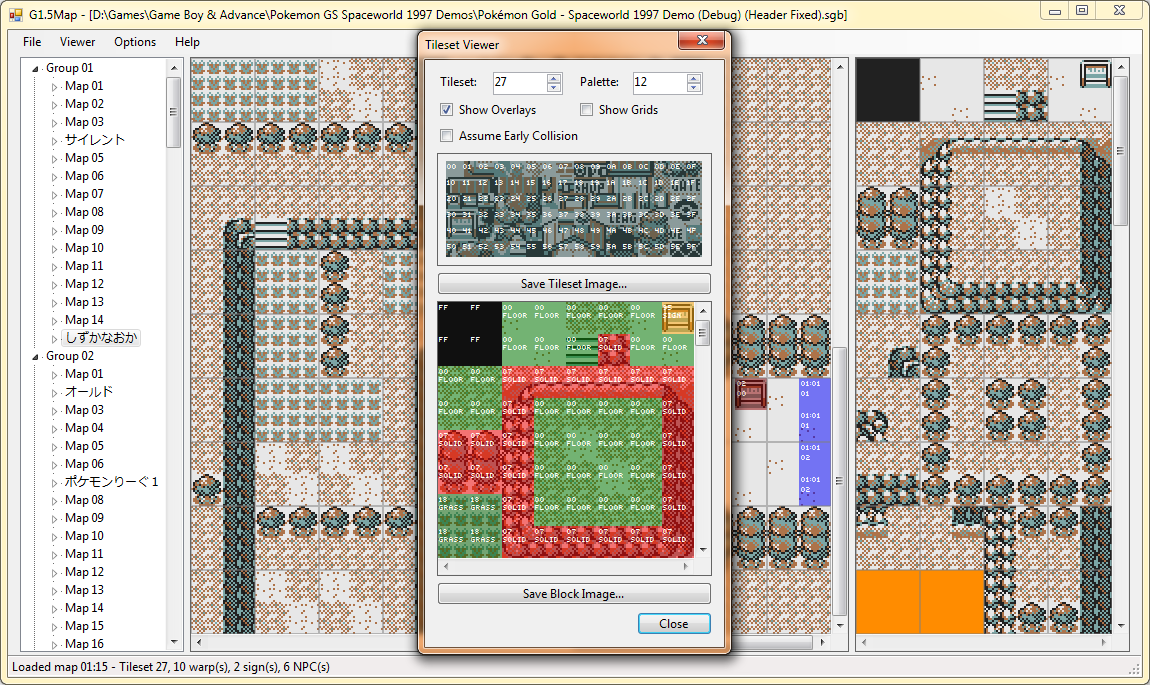 G1.5Map - [D:\Games\Game Boy & Advance\Pokemon GS Spaceworld 1997 Demos\Pokémon Gold - Spaceworld 1997 Demo (Debug) (Header Fixed).sgb]
File Viewer Options Help
Group 01
Map 01
Map 02
Map 03
サイレント
Map 05
Map 06
Map 07
Map 08
Map 09
Map 10
Map 11
Map 12
Map 13
Map 14
しずかなおか
Group 02
Map 01
オールド
Map 03
Map 04
Map 05
Map 06
ポケモンりーぐ1
Map 08
Map 09
Map 10
Map 11
Map 12
Map 13
Map 14
Map 15
Map 16
Tileset Viewer
Tileset: 27 Palette: 12
Show Overlays Show Grids
Assume Early Collision
00 01 02 03 04 05 06 07 08 09 0A 0B 0C 0D 0E 0F
10 11 12 13 14 15 16 17 18 19 1A 1B 1C 1D 1E 1F
20 21 22 23 24 25 26 27 28 29 2A 2B 2C 2D 2E 2F
30 31 32 33 34 35 36 37 38 39 3A 3B 3C 3D 3E 3F
40 41 42 43 44 45 46 47 48 49 4A 4B 4C 4D 4E 4F
50 51 52 53 54 55 56 57 58 59 5A 5B 5C 5D 5E 5F
Save Tileset Image...
FF FF 00 00 00 00 00
FLOOR FLOOR FLOOR FLOOR FLOOR SIGN
FF FF 00 00 00 07 00 00
FLOOR FLOOR FLOOR SOLID FLOOR FLOOR
00 00 07 07 07 07 07 07
FLOOR FLOOR SOLID SOLID SOLID SOLID SOLID SOLID
00 00 07 00 00 00 00 07
FLOOR FLOOR SOLID FLOOR FLOOR FLOOR FLOOR SOLID
07 07 07 00 00 00 00 07
SOLID SOLID SOLID FLOOR FLOOR FLOOR FLOOR SOLID
07 07 07 00 00 00 00 07
SOLID SOLID SOLID FLOOR FLOOR FLOOR FLOOR SOLID
18 18 07 00 00 00 00 07
GRASS GRASS SOLID FLOOR FLOOR FLOOR FLOOR SOLID
18 18 07 07 07 07 07 07
GRASS GRASS SOLID SOLID SOLID SOLID SOLID SOLID
Save Block Image...
Close
02
00
01:01
01
01:01
01
01:01
02
01:01
02
Loaded map 01:15 - Tileset 27, 10 warp(s), 2 sign(s), 6 NPC(s)